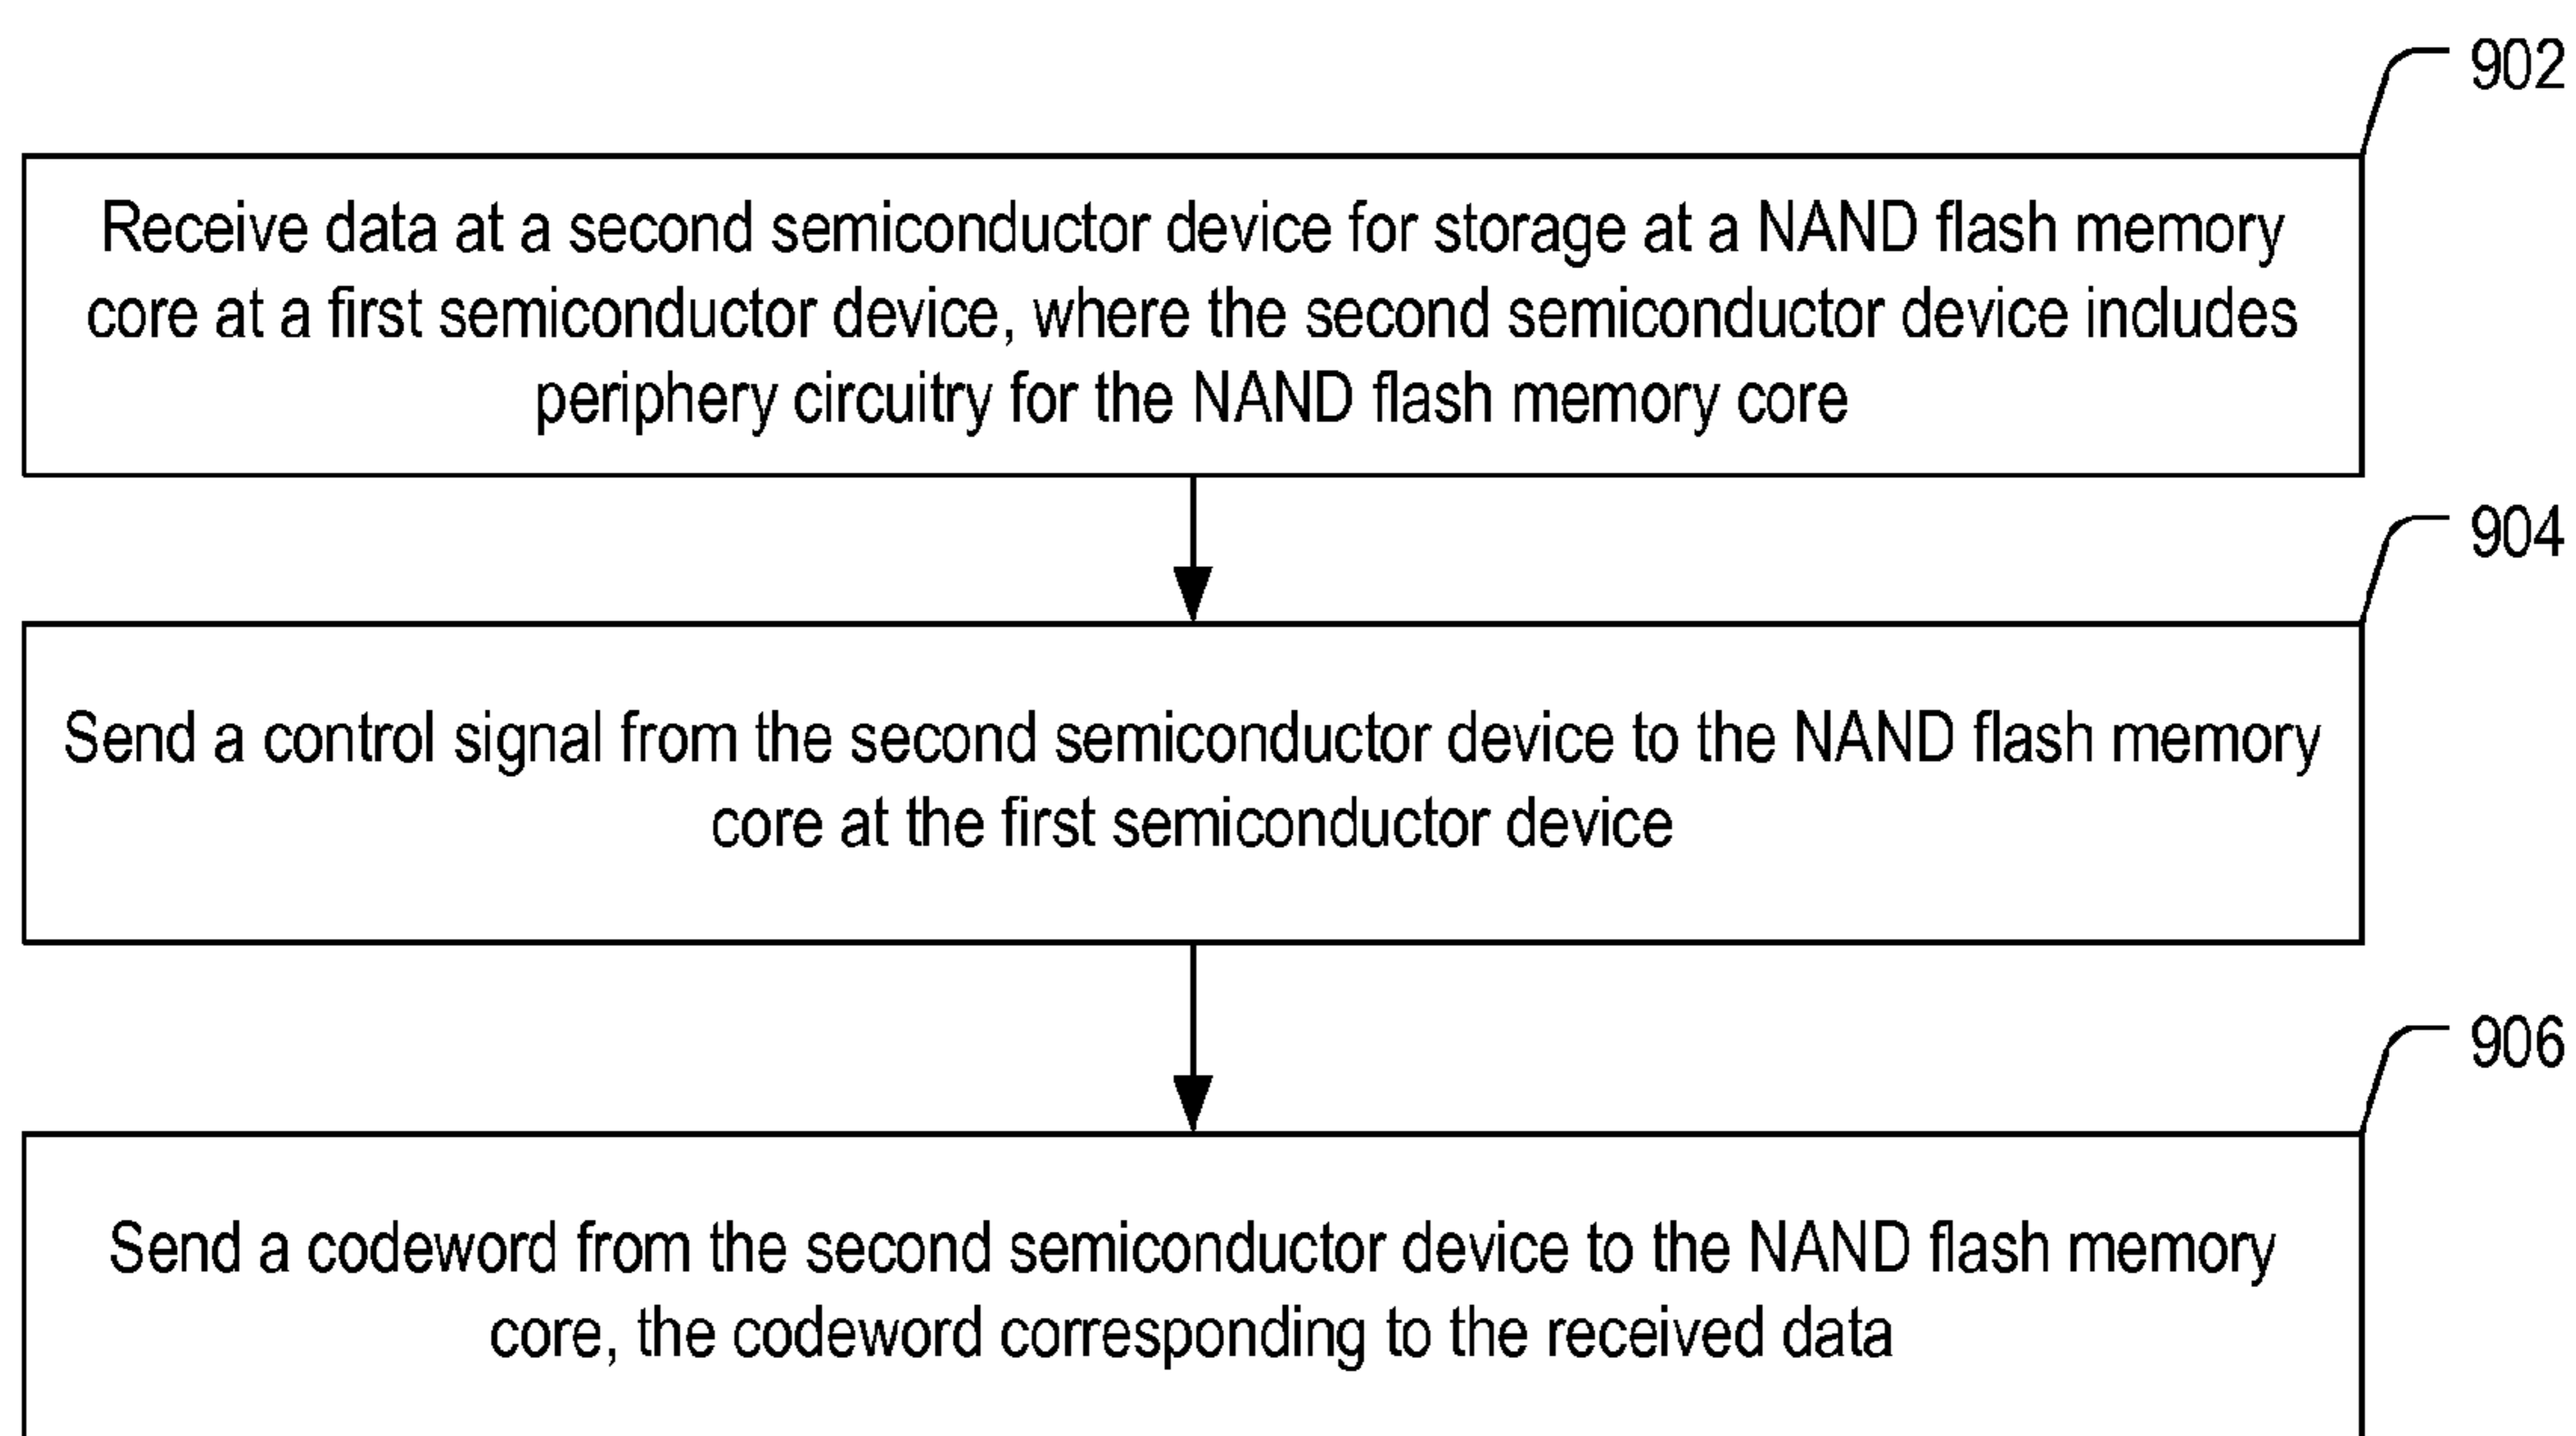 902
Receive data at a second semiconductor device for storage at a NAND flash memory
core at a first semiconductor device, where the second semiconductor device includes
periphery circuitry for the NAND flash memory core
904
Send a control signal from the second semiconductor device to the NAND flash memory
core at the first semiconductor device
906
Send a codeword from the second semiconductor device to the NAND flash memory
core, the codeword corresponding to the received data